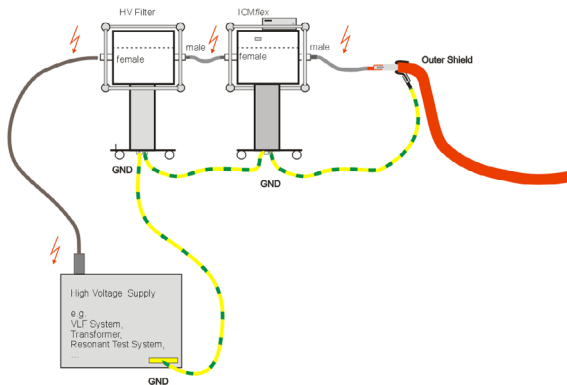 HV Filter
ICMflex
male
male
female
female
Outer Shield
GND
GND
High Voltage Supply
e.g.
VLF System,
Transformer,
Resonant Test System,
...
GND